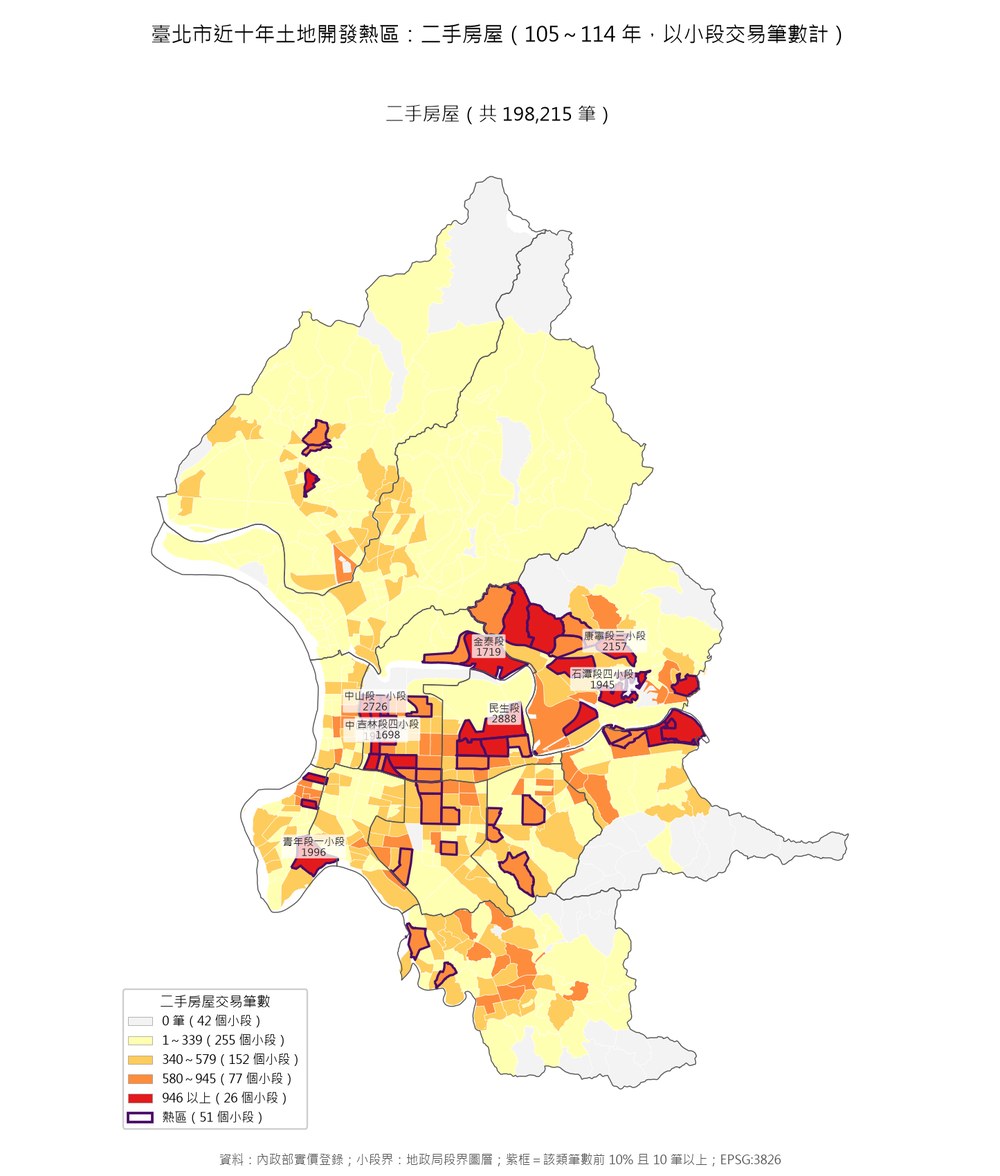 臺北市近十年土地開發熱區：二手房屋（105～114 年，以小段交易筆數計）
二手房屋（共 198,215 筆）
金泰段
1719
康寧段三小段
2157
石潭段四小段
1945
中山段一小段
2726
民生段
2888
中
吉林段四小段
1698
青年段一小段
1996
二手房屋交易筆數
0 筆（42 個小段）
1～339（255 個小段）
340～579（152 個小段）
580～945（77 個小段）
946 以上（26 個小段）
熱區（51 個小段）
資料：內政部實價登錄；小段界：地政局段界圖層；紫框＝該類筆數前 10% 且 10 筆以上；EPSG:3826